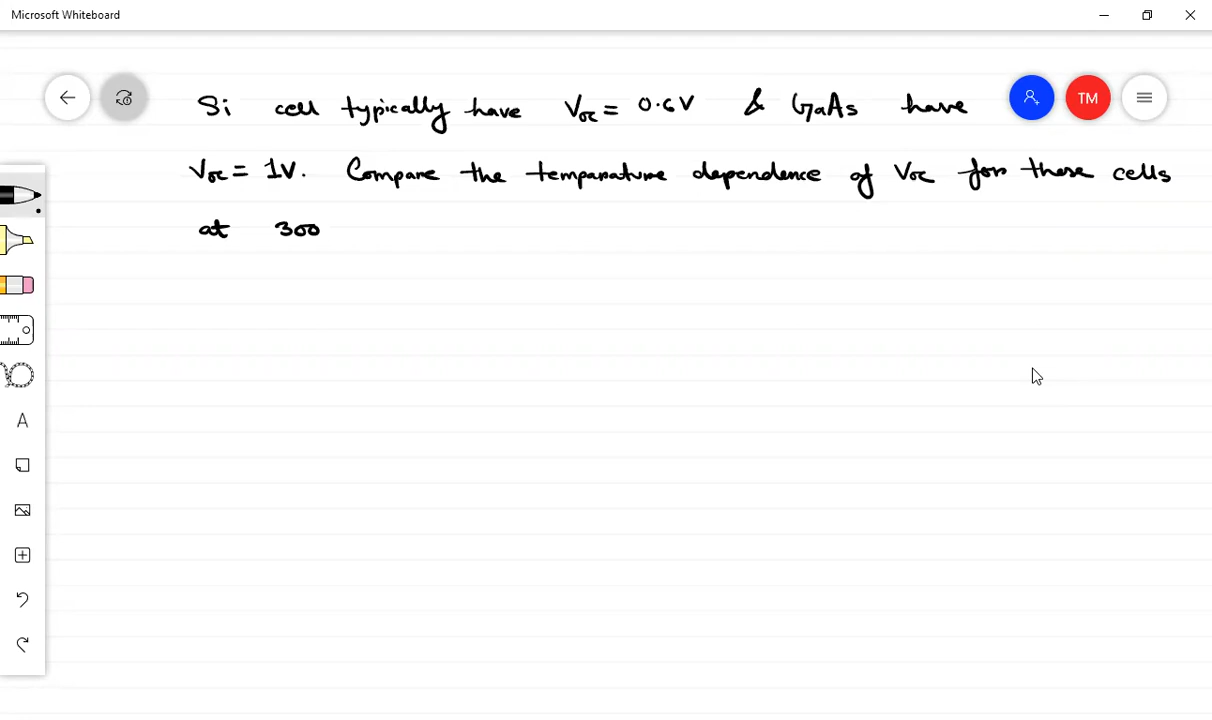 Microsoft Whiteboard
Si cell typically have Voc = 0.6V & GaAs have
TM
Voc = 1V. Compare the temparature dependence of Voc for these cells
at 300
A